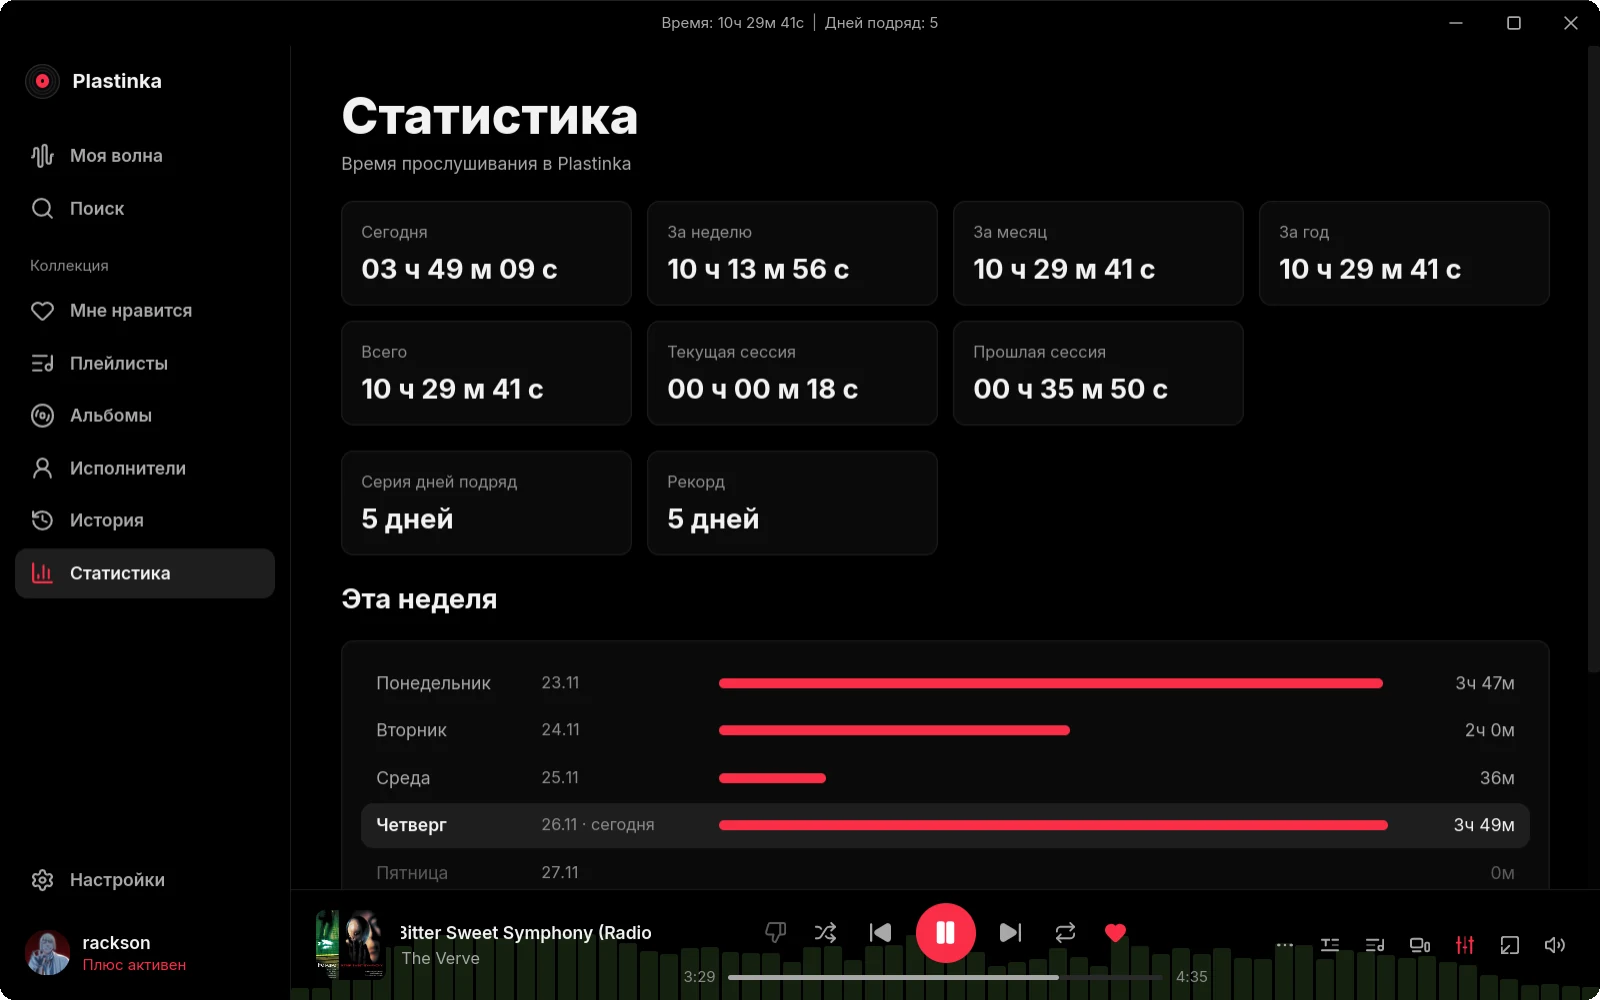 Время: 10ч 29м 41с | Дней подряд: 5
Plastinka
Моя волна
Поиск
Коллекция
Мне нравится
Плейлисты
Альбомы
Исполнители
История
Статистика
Настройки
rackson
Плюс активен
Статистика
Время прослушивания в Plastinka
Сегодня
03 ч 49 м 09 с
За неделю
10 ч 13 м 56 с
За месяц
10 ч 29 м 41 с
За год
10 ч 29 м 41 с
Всего
10 ч 29 м 41 с
Текущая сессия
00 ч 00 м 18 с
Прошлая сессия
00 ч 35 м 50 с
Серия дней подряд
5 дней
Рекорд
5 дней
Эта неделя
Понедельник 23.11 3ч 47м
Вторник 24.11 2ч 0м
Среда 25.11 36м
Четверг 26.11 · сегодня 3ч 49м
Пятница 27.11 0м
Bitter Sweet Symphony (Radio
The Verve
3:29
4:35